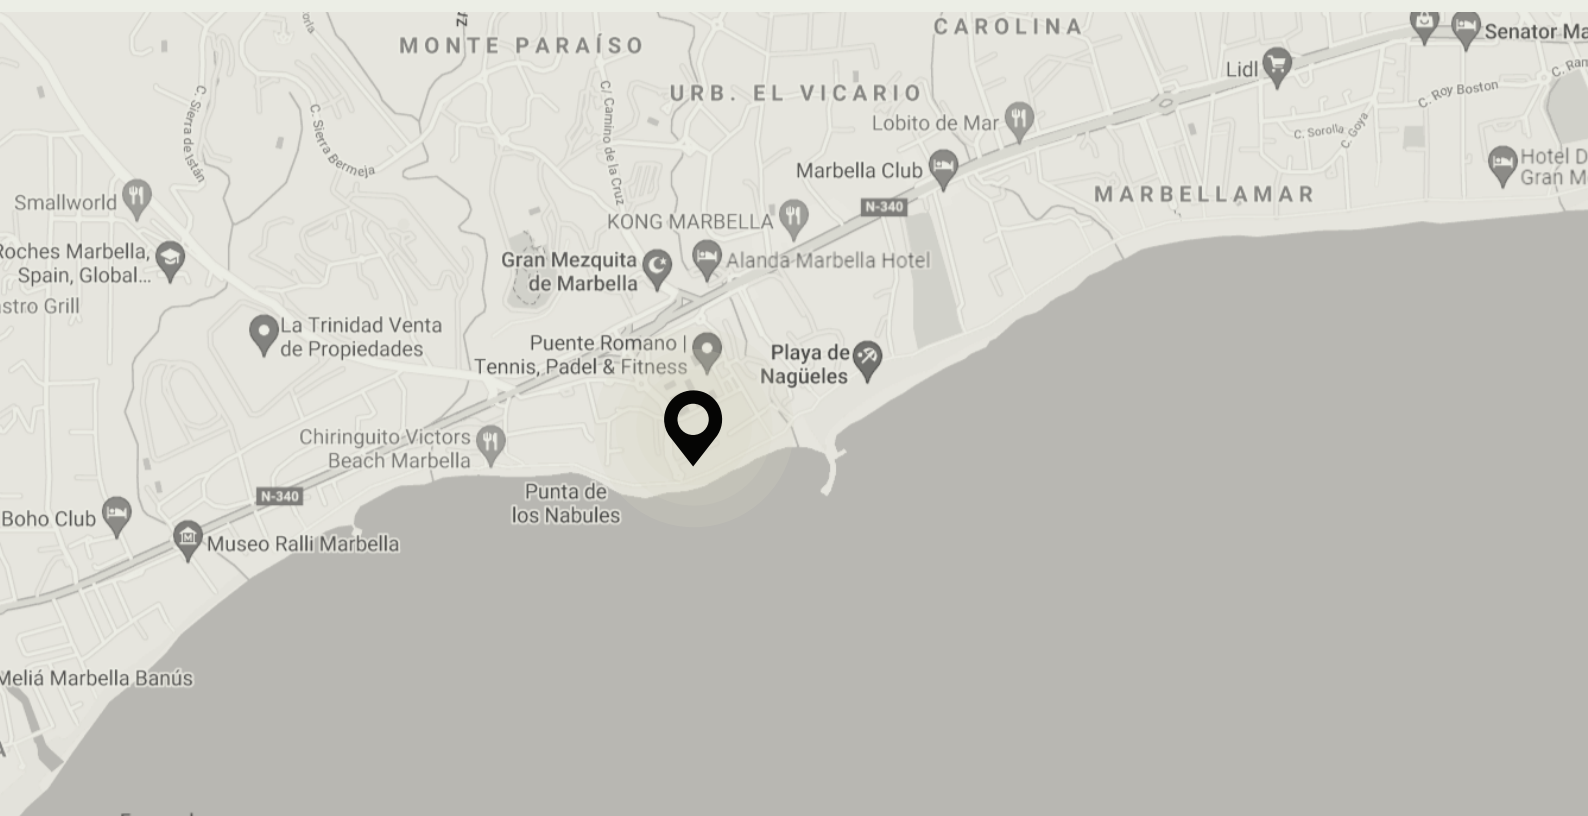 CAROLINA
Senator Ma
MONTE PARAÍSO
Lidl
C. Ram
C. Roy Boston
URB. EL VICARIO
Lobito de Mar
C. Sorolla
C. Goya
C. Sierra de Istán
C. Sierra Bermeja
C/ Camino de la Cruz
Marbella Club
Hotel D
Gran M
MARBELLAMAR
Smallworld
N-340
KONG MARBELLA
Roches Marbella,
Spain, Global...
Gran Mezquita
de Marbella
Alanda Marbella Hotel
stro Grill
La Trinidad Venta
de Propiedades
Puente Romano |
Tennis, Padel & Fitness
Playa de
Nagüeles
Chiringuito Victors
Beach Marbella
N-340
Punta de
los Nabules
Boho Club
Museo Ralli Marbella
Meliá Marbella Banús